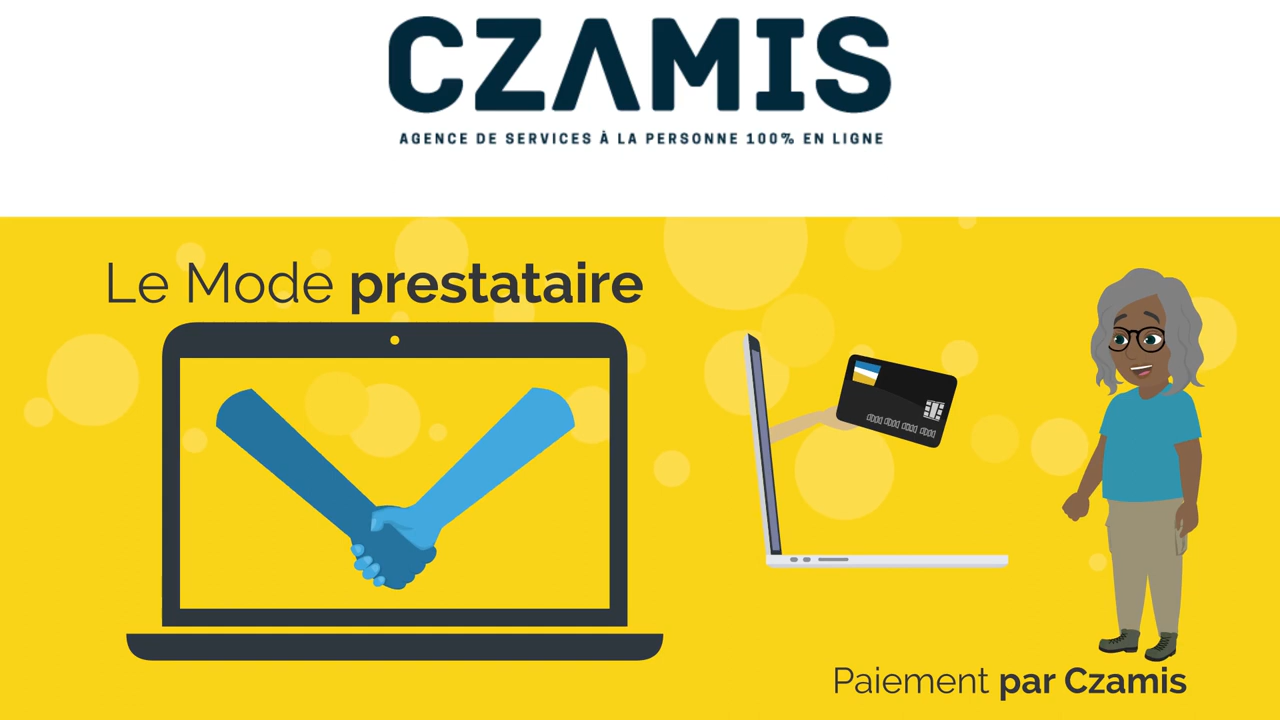 CZAMIS
AGENCE DE SERVICES À LA PERSONNE 100% EN LIGNE
Le Mode prestataire
Paiement par Czamis